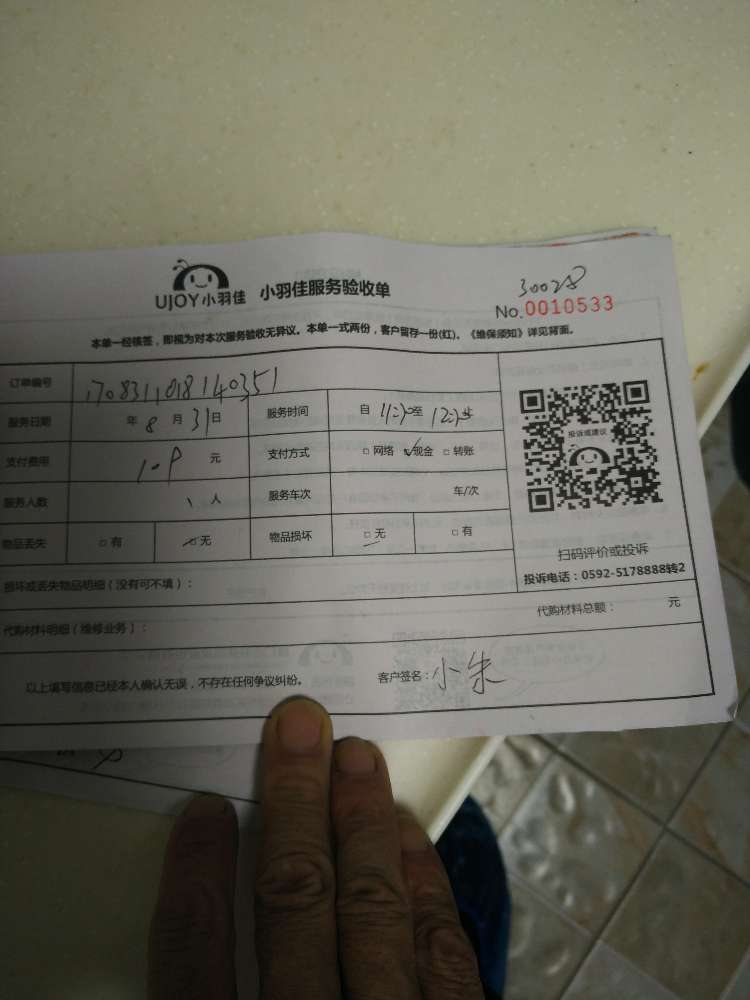 30028
UJOY小羽佳 小羽佳服务验收单 No.0010533
本单一经核签，即视为对本次服务验收无异议。本单一式两份，客户留存一份(红)。《维保须知》详见背面。
订单编号 1708311018140351
服务日期 年 8 月 31 日 服务时间 自 至
支付费用 109 元 支付方式 □ 网络 ✓现金 □ 转账
服务人数 人 服务车次 车/次
物品丢失 □ 有 □ 无 物品损坏 □ 无 □ 有
投诉或建议
扫码评价或投诉
投诉电话：0592-5178888转2
损坏或丢失物品明细（没有可不填）：
代购材料明细（维修业务）： 代购材料总额： 元
以上填写信息已经本人确认无误，不存在任何争议纠纷。 客户签名：小朱